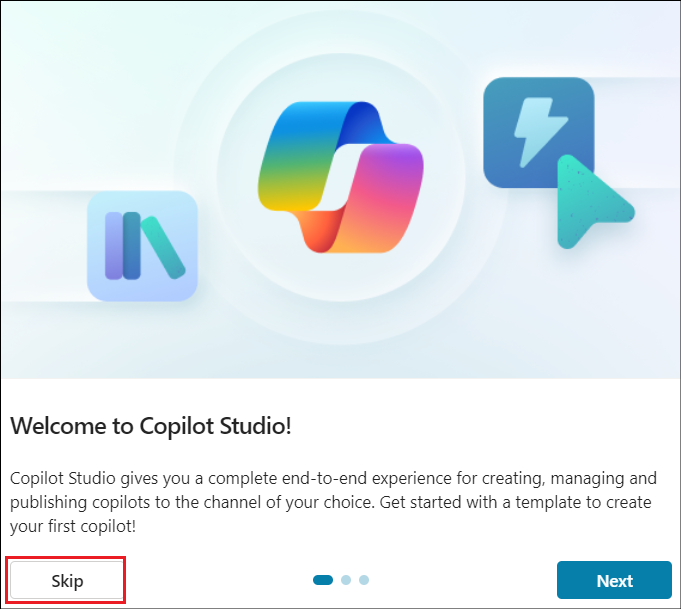 Welcome to Copilot Studio!
Copilot Studio gives you a complete end-to-end experience for creating, managing and
publishing copilots to the channel of your choice. Get started with a template to create
your first copilot!
Skip
Next